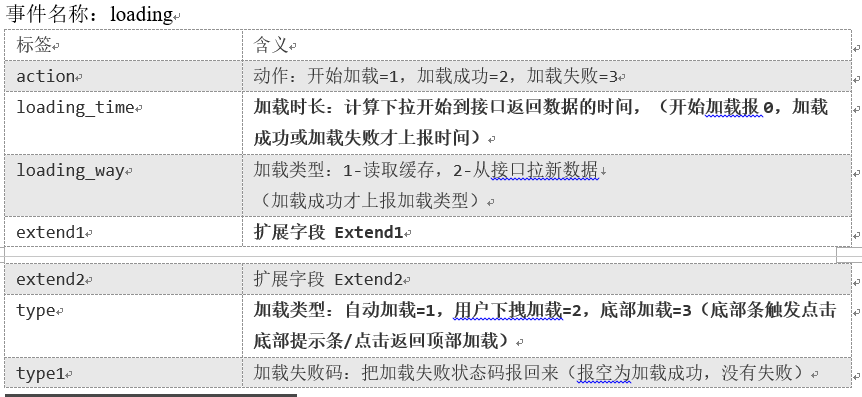 事件名称：loading
标签 含义
action 动作：开始加载=1，加载成功=2，加载失败=3
loading_time 加载时长：计算下拉开始到接口返回数据的时间，（开始加载报 0，加载
成功或加载失败才上报时间）
loading_way 加载类型：1-读取缓存，2-从接口拉新数据
（加载成功才上报加载类型）
extend1 扩展字段 Extend1
extend2 扩展字段 Extend2
type 加载类型：自动加载=1，用户下拽加载=2，底部加载=3（底部条触发点击
底部提示条/点击返回顶部加载）
type1 加载失败码：把加载失败状态码报回来（报空为加载成功，没有失败）